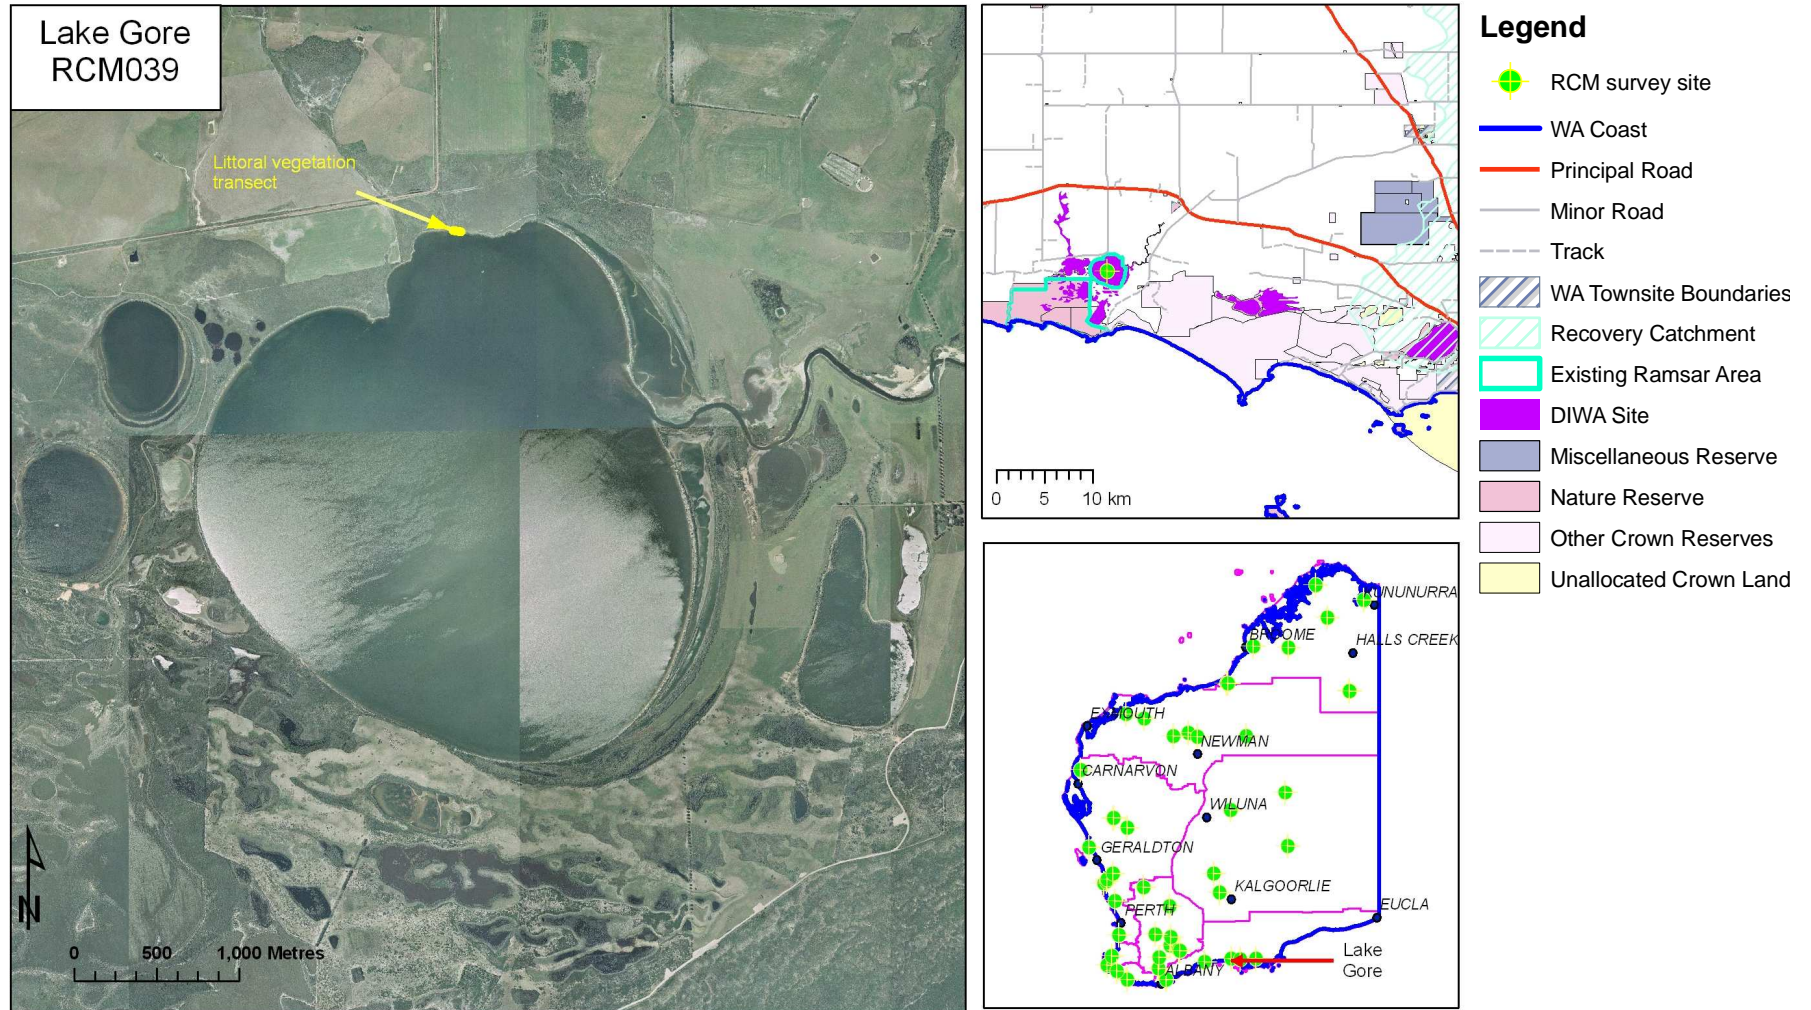 Lake Gore
RCM039
Littoral vegetation
transect
N
0 500 1,000 Metres
0 5 10 km
KUNUNURRA
BROOME
HALLS CREEK
EXMOUTH
NEWMAN
CARNARVON
WILUNA
GERALDTON
KALGOORLIE
EUCLA
PERTH
ALBANY
Lake
Gore
Legend
RCM survey site
WA Coast
Principal Road
Minor Road
Track
WA Townsite Boundaries
Recovery Catchment
Existing Ramsar Area
DIWA Site
Miscellaneous Reserve
Nature Reserve
Other Crown Reserves
Unallocated Crown Land